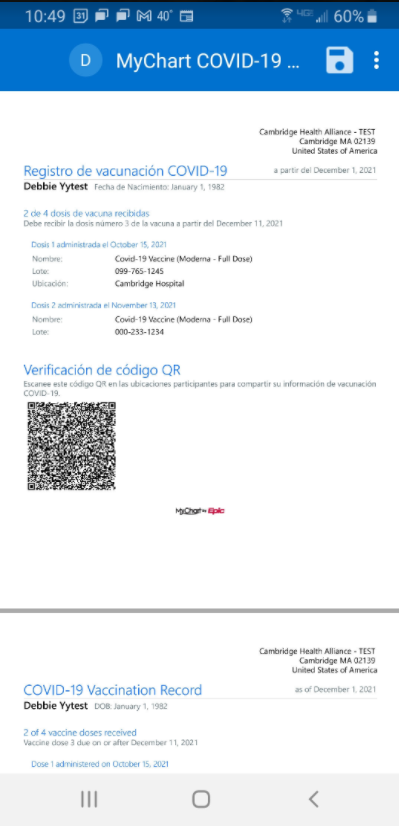 10:49 31 40° 4GE 60%
D MyChart COVID-19 ...
Cambridge Health Alliance - TEST
Cambridge MA 02139
United States of America
Registro de vacunación COVID-19 a partir del December 1, 2021
Debbie Yytest Fecha de Nacimiento: January 1, 1982
2 de 4 dosis de vacuna recibidas
Debe recibir la dosis número 3 de la vacuna a partir del December 11, 2021
Dosis 1 administrada el October 15, 2021
Nombre: Covid-19 Vaccine (Moderna - Full Dose)
Lote: 099-765-1245
Ubicación: Cambridge Hospital
Dosis 2 administrada el November 13, 2021
Nombre: Covid-19 Vaccine (Moderna - Full Dose)
Lote: 000-233-1234
Verificación de código QR
Escanee este código QR en las ubicaciones participantes para compartir su información de vacunación
COVID-19.
MyChart by Epic
Cambridge Health Alliance - TEST
Cambridge MA 02139
United States of America
COVID-19 Vaccination Record as of December 1, 2021
Debbie Yytest DOB: January 1, 1982
2 of 4 vaccine doses received
Vaccine dose 3 due on or after December 11, 2021
Dose 1 administered on October 15, 2021